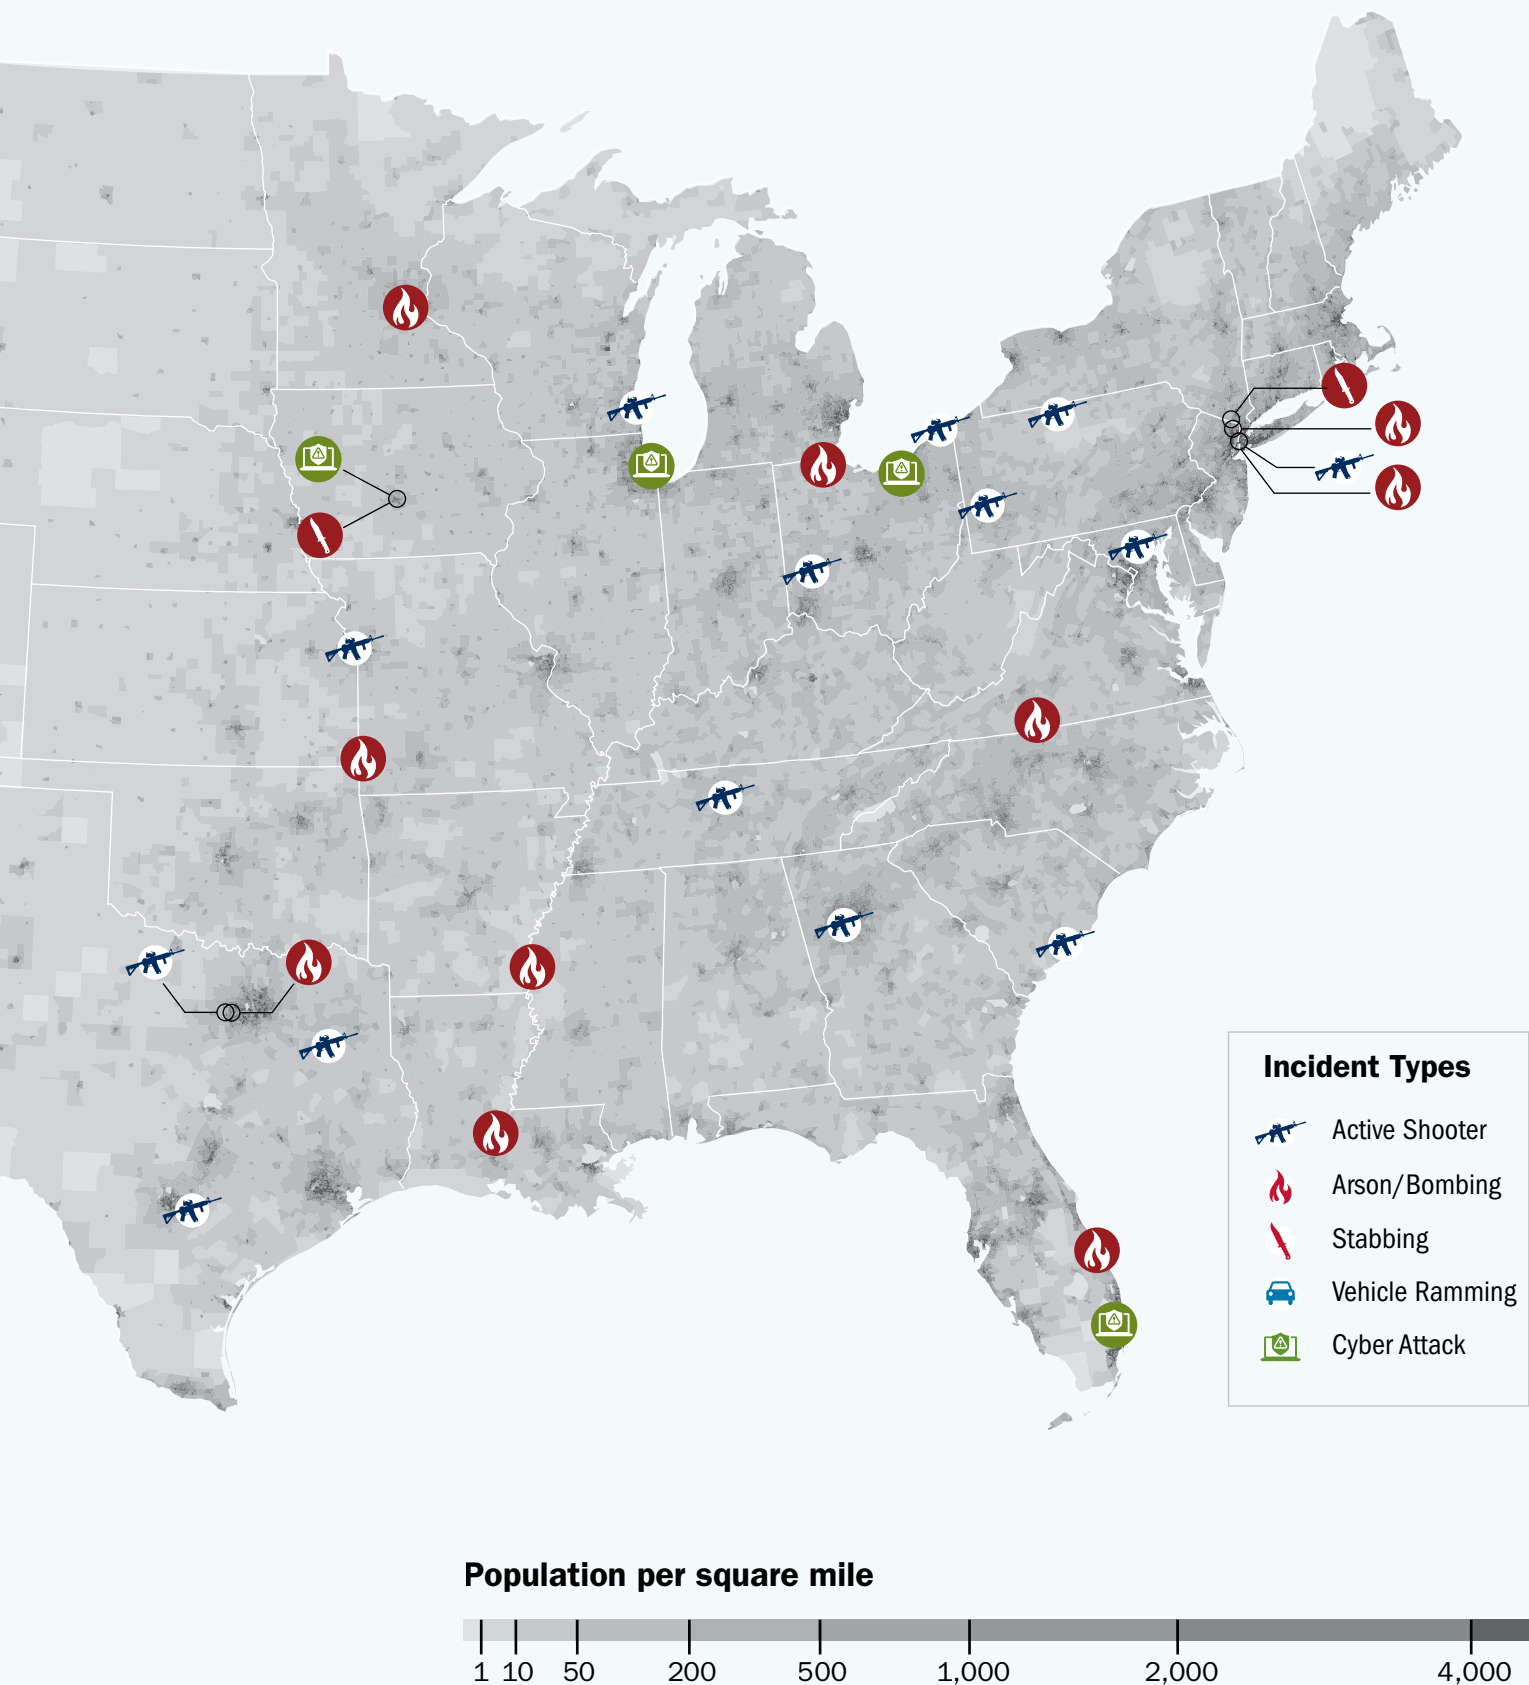 Incident Types
Active Shooter
Arson/Bombing
Stabbing
Vehicle Ramming
Cyber Attack
Population per square mile
1 10 50 200 500 1,000 2,000 4,000